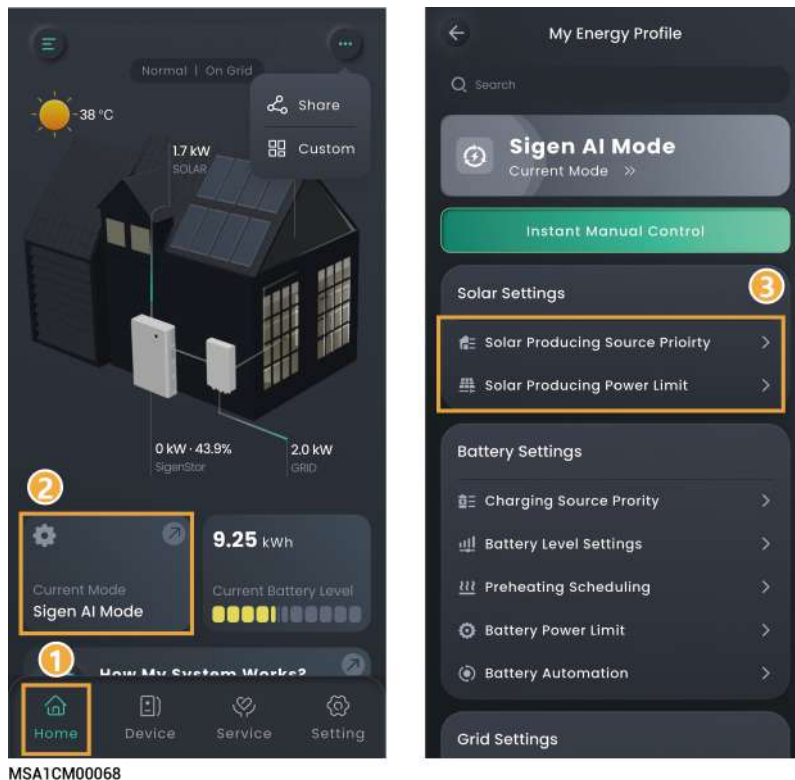 Normal | On Grid
38 °C
Share
Custom
1.7 kW
SOLAR
0 kW · 43.9%
SigenStor
2.0 kW
GRID
2
Current Mode
Sigen AI Mode
9.25 kWh
Current Battery Level
1
How My System Works?
Home
Device
Service
Setting
MSA1CM00068
My Energy Profile
Search
Sigen AI Mode
Current Mode »
Instant Manual Control
Solar Settings
3
Solar Producing Source Prioirty
Solar Producing Power Limit
Battery Settings
Charging Source Prority
Battery Level Settings
Preheating Scheduling
Battery Power Limit
Battery Automation
Grid Settings